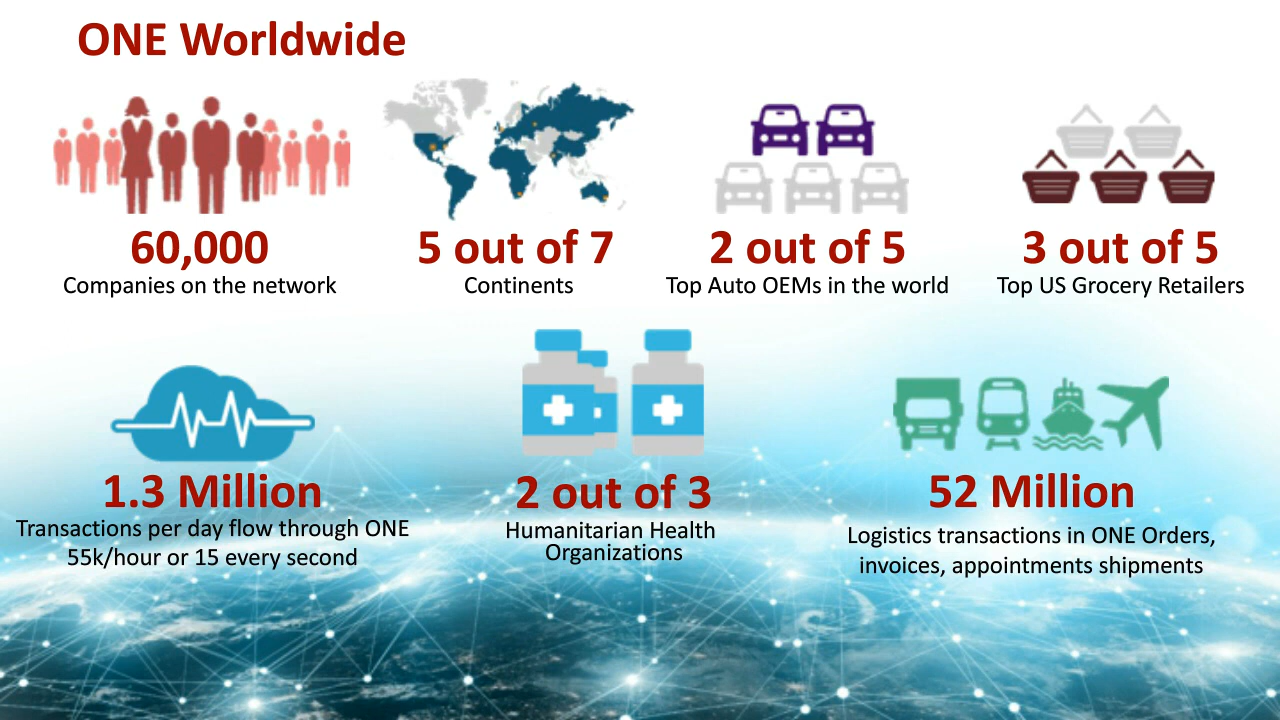 ONE Worldwide
60,000
Companies on the network
5 out of 7
Continents
2 out of 5
Top Auto OEMs in the world
3 out of 5
Top US Grocery Retailers
1.3 Million
Transactions per day flow through ONE
55k/hour or 15 every second
2 out of 3
Humanitarian Health
Organizations
52 Million
Logistics transactions in ONE Orders,
invoices, appointments shipments